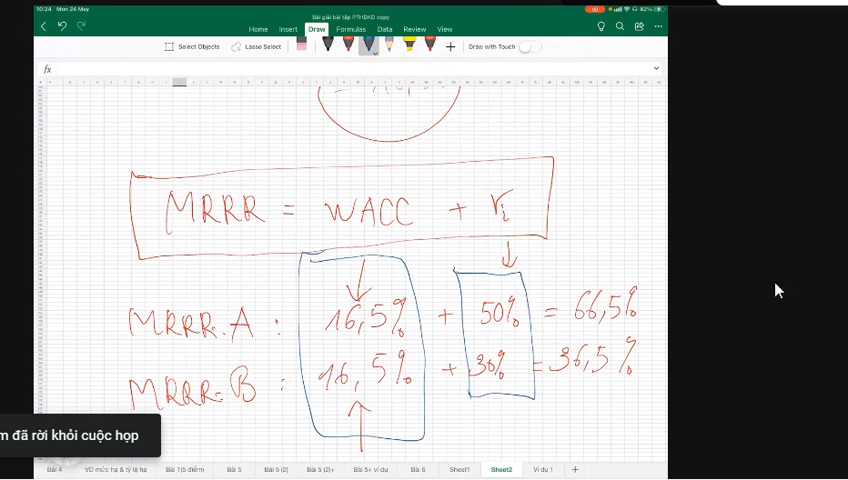 10:24 Mon 24 May
82%
Bài giải bài tập PTHDKD copy
Home Insert Draw Formulas Data Review View
Select Objects Lasso Select Draw with Touch
fx
MRRR = WACC + ri
MRRR.A : 16,5% + 50% = 66,5%
MRRR.B : 16,5% + 30% = 36,5%
m đã rời khỏi cuộc họp
Bài 4 VD mức hạ & tỷ lệ hạ Bài 1(5 điểm) Bài 5 Bài 5 (2) Bài 5 (2)+ Bài 5+ ví dụ Bài 6 Sheet1 Sheet2 Ví dụ 1 +